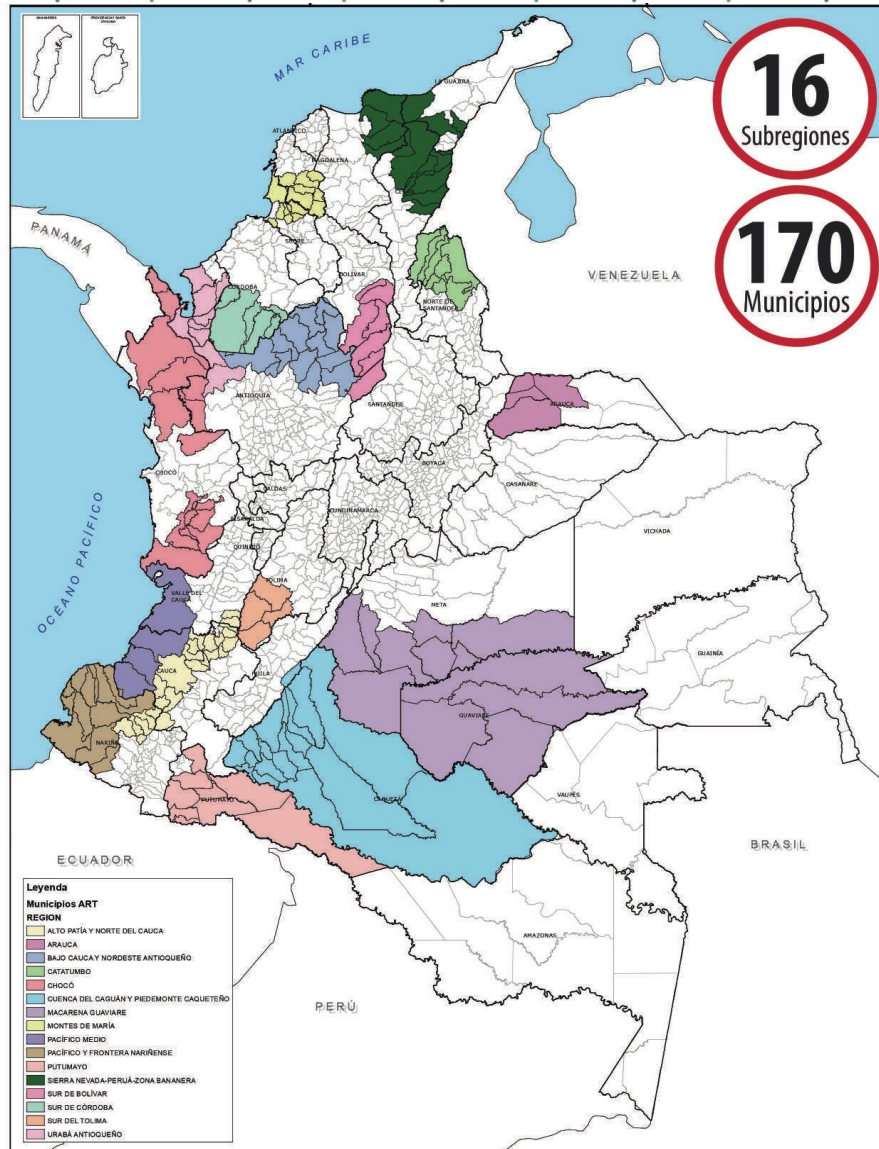 MAR CARIBE
LA GUAJIRA
16
Subregiones
ATLÁNTICO
MAGDALENA
170
Municipios
PANAMÁ
SUCRE
BOLÍVAR
CÓRDOBA
NORTE DE
SANTANDER
VENEZUELA
ANTIOQUIA
SANTANDER
ARAUCA
CHOCÓ
BOYACÁ
CASANARE
CALDAS
CUNDINAMARCA
RISARALDA
VICHADA
QUINDÍO
OCÉANO PACÍFICO
TOLIMA
VALLE DEL
CAUCA
META
GUAINÍA
CAUCA
HUILA
GUAVIARE
NARIÑO
VAUPÉS
CAQUETÁ
PUTUMAYO
BRASIL
ECUADOR
AMAZONAS
PERÚ
Leyenda
Municipios ART
REGION
ALTO PATÍA Y NORTE DEL CAUCA
ARAUCA
BAJO CAUCA Y NORDESTE ANTIOQUEÑO
CATATUMBO
CHOCÓ
CUENCA DEL CAGUÁN Y PIEDEMONTE CAQUETEÑO
MACARENA GUAVIARE
MONTES DE MARÍA
PACÍFICO MEDIO
PACÍFICO Y FRONTERA NARIÑENSE
PUTUMAYO
SIERRA NEVADA-PERIJÁ-ZONA BANANERA
SUR DE BOLÍVAR
SUR DE CÓRDOBA
SUR DEL TOLIMA
URABÁ ANTIOQUEÑO